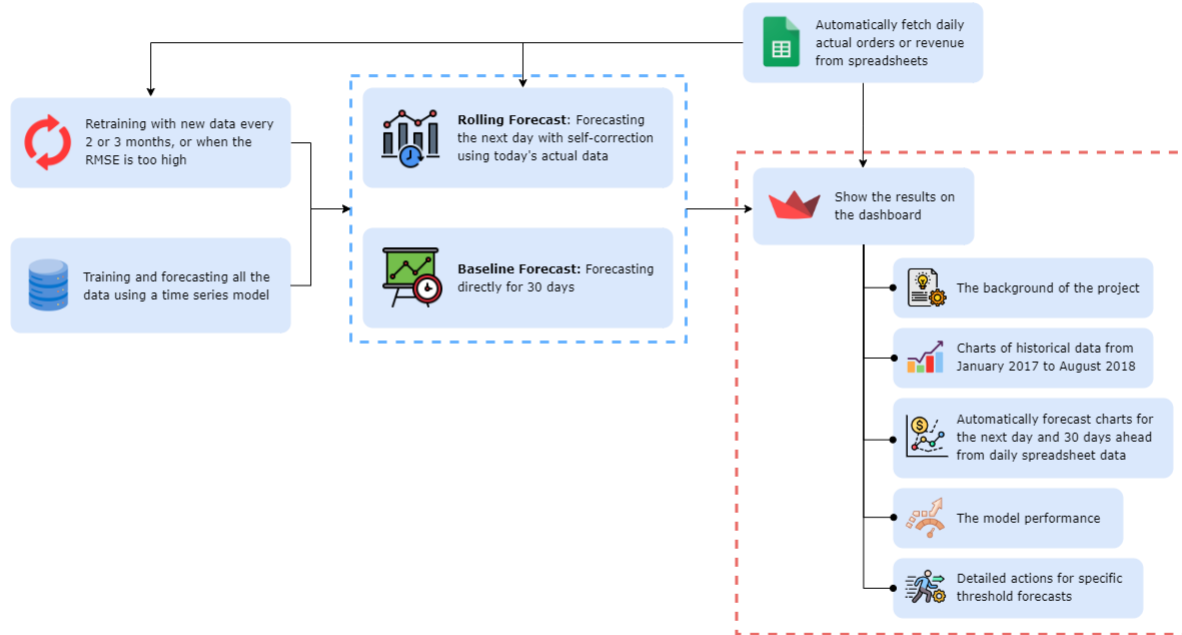 Automatically fetch daily
actual orders or revenue
from spreadsheets
Retraining with new data every
2 or 3 months, or when the
RMSE is too high
Rolling Forecast: Forecasting
the next day with self-correction
using today's actual data
Show the results on
the dashboard
Training and forecasting all the
data using a time series model
Baseline Forecast: Forecasting
directly for 30 days
The background of the project
Charts of historical data from
January 2017 to August 2018
Automatically forecast charts for
the next day and 30 days ahead
from daily spreadsheet data
The model performance
Detailed actions for specific
threshold forecasts